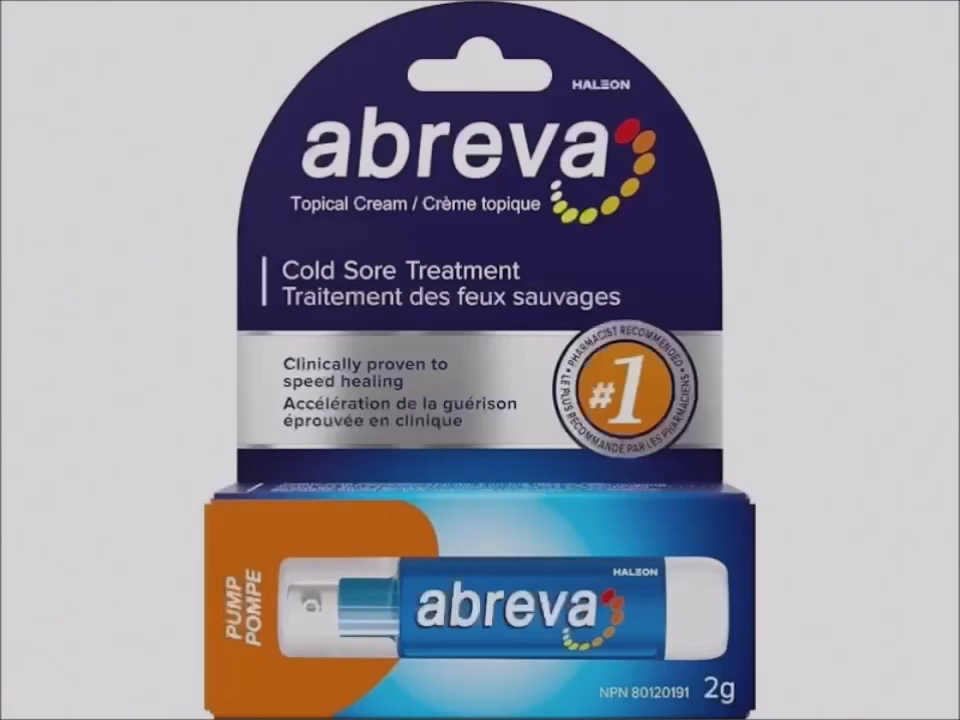 HALEON
abreva
Topical Cream / Crème topique
Cold Sore Treatment
Traitement des feux sauvages
Clinically proven to
speed healing
Accélération de la guérison
éprouvée en clinique
PHARMACIST RECOMMENDED
#1
LE PLUS RECOMMANDÉ PAR LES PHARMACIENS
PUMP
POMPE
HALEON
abreva
NPN 80120191 2g